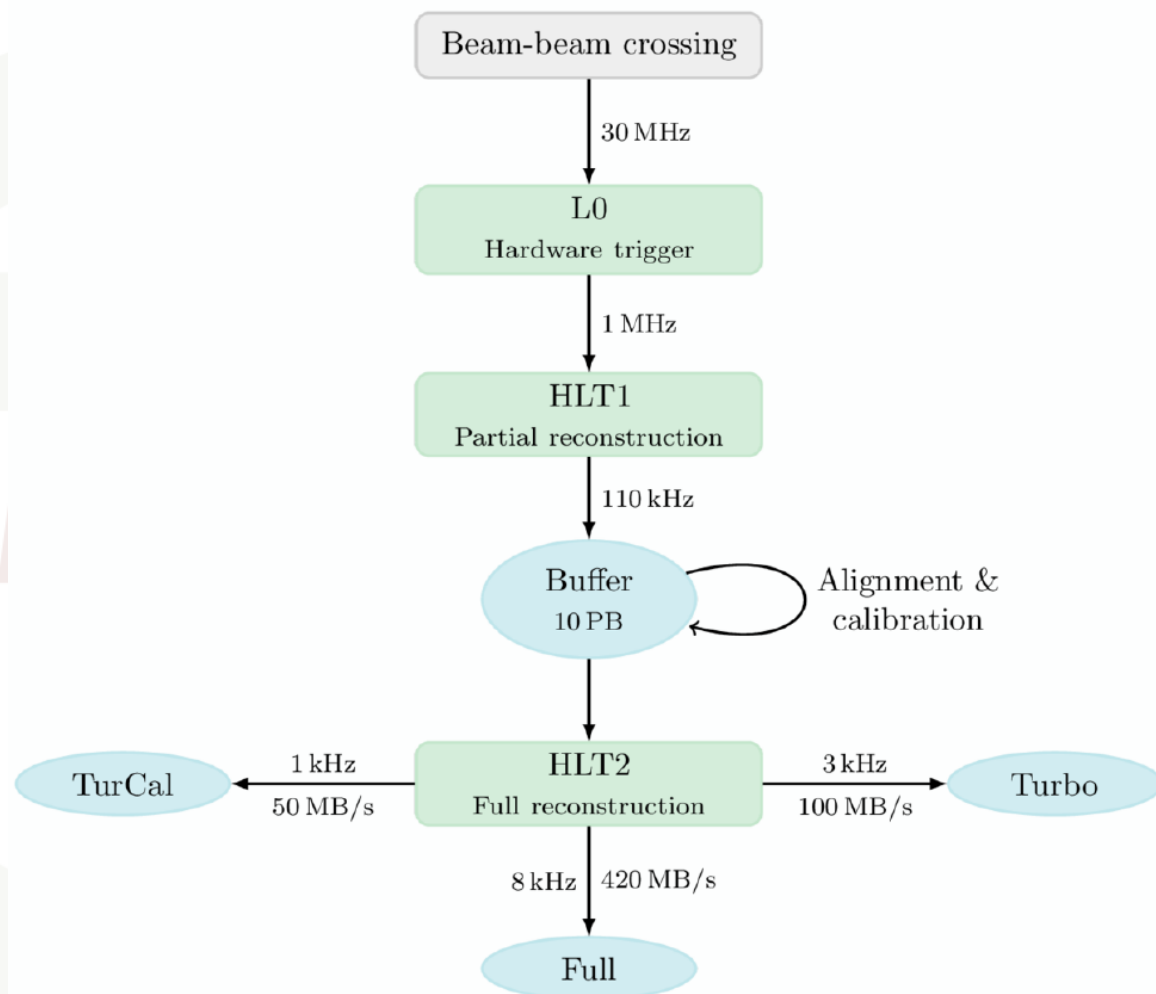 Beam-beam crossing
30 MHz
L0
Hardware trigger
1 MHz
HLT1
Partial reconstruction
110 kHz
Buffer
10 PB
Alignment &
calibration
TurCal
1 kHz
50 MB/s
HLT2
Full reconstruction
3 kHz
100 MB/s
Turbo
8 kHz
420 MB/s
Full